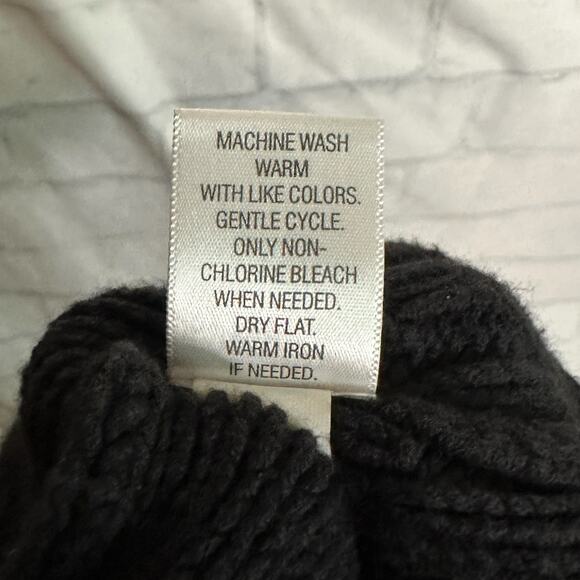 MACHINE WASH
WARM
WITH LIKE COLORS.
GENTLE CYCLE.
ONLY NON-
CHLORINE BLEACH
WHEN NEEDED.
DRY FLAT.
WARM IRON
IF NEEDED.